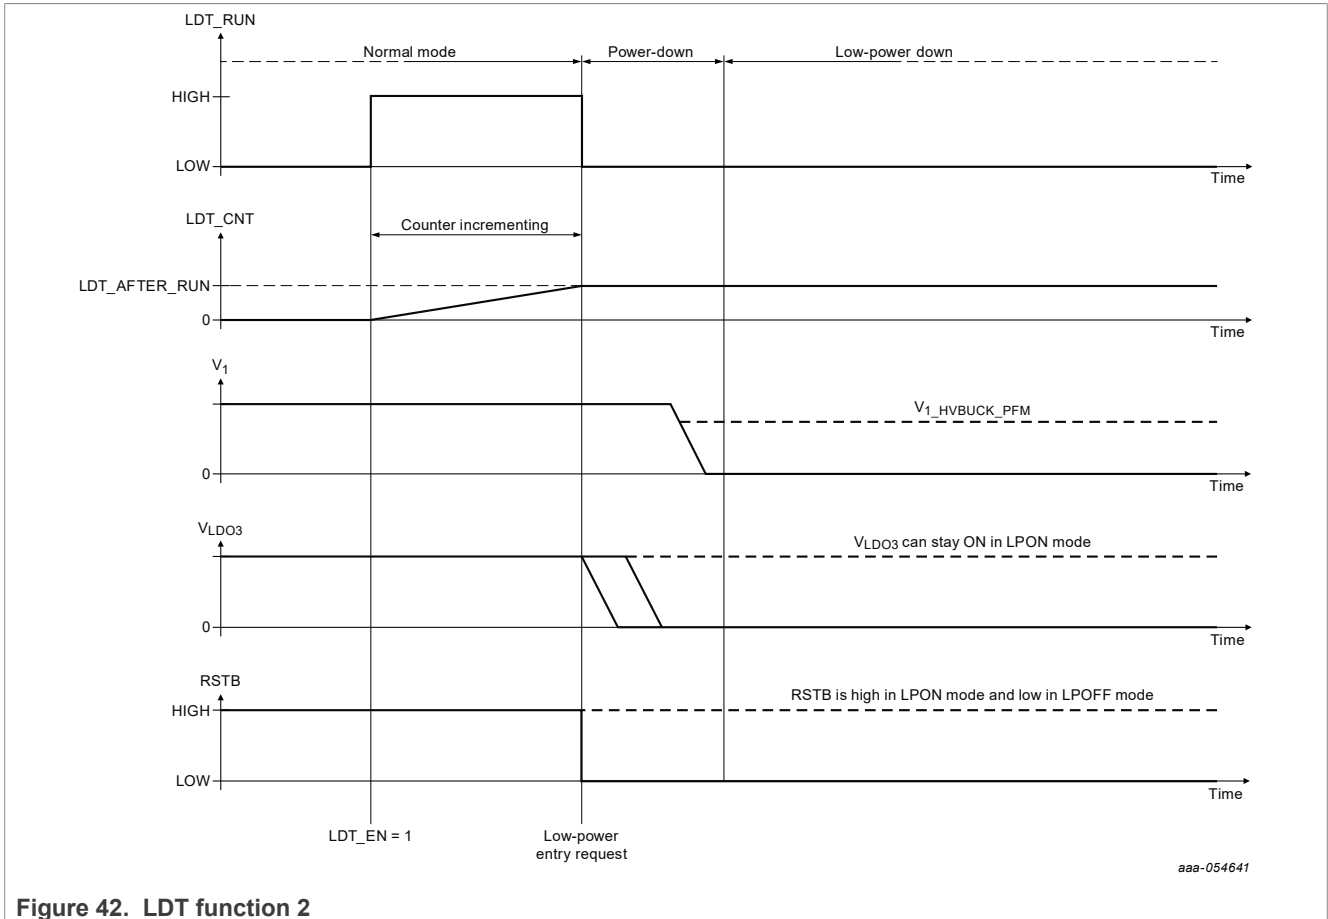 LDT_RUN
Normal mode
Power-down
Low-power down
HIGH
LOW
Time
LDT_CNT
Counter incrementing
LDT_AFTER_RUN
0
Time
V1
V1_HVBUCK_PFM
0
Time
VLDO3
VLDO3 can stay ON in LPON mode
0
Time
RSTB
RSTB is high in LPON mode and low in LPOFF mode
HIGH
LOW
Time
LDT_EN = 1
Low-power
entry request
aaa-054641
Figure 42. LDT function 2